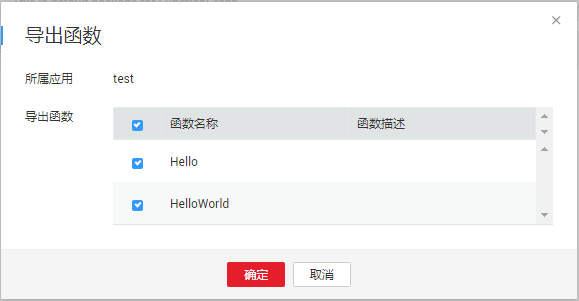 导出函数
所属应用 test
导出函数 函数名称 函数描述
Hello
HelloWorld
确定 取消